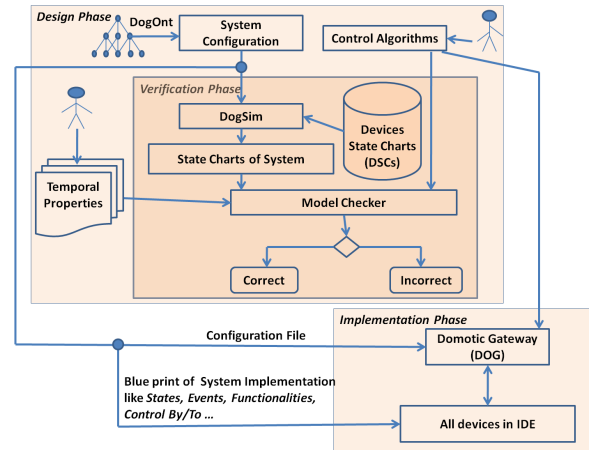 Design Phase
DogOnt
System
Configuration
Control Algorithms
Verification Phase
DogSim
Devices
State Charts
(DSCs)
State Charts of System
Temporal
Properties
Model Checker
Correct
Incorrect
Implementation Phase
Configuration File
Domotic Gateway
(DOG)
Blue print of System Implementation
like States, Events, Functionalities,
Control By/To ...
All devices in IDE